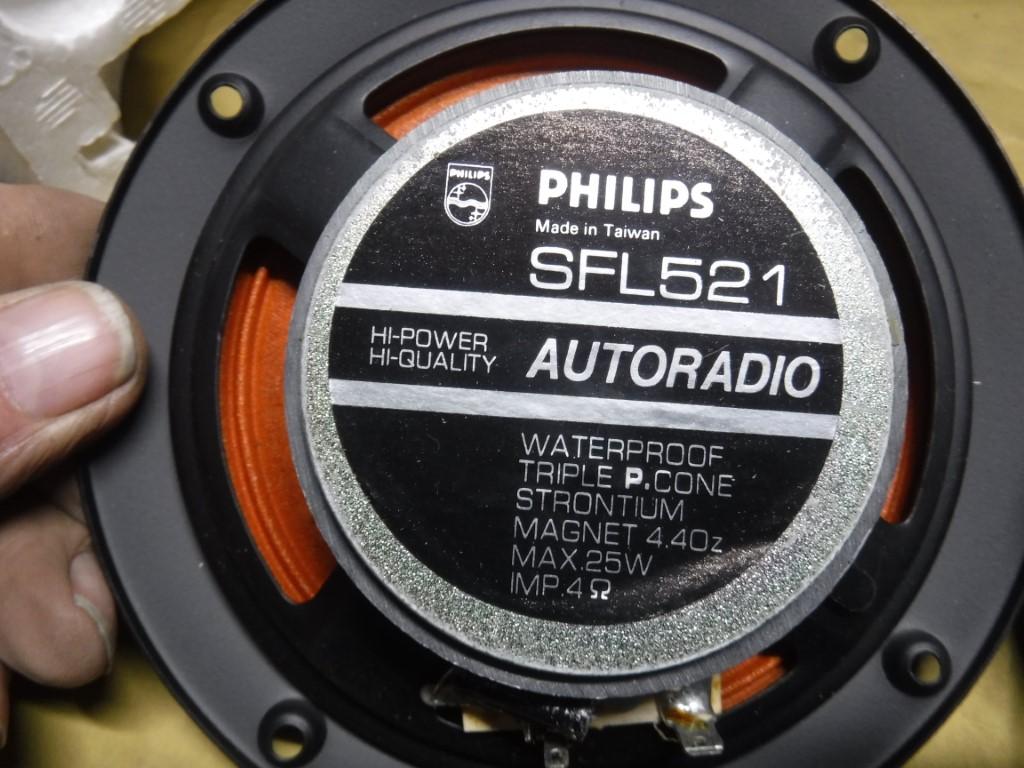 PHILIPS
PHILIPS
Made in Taiwan
SFL521
HI-POWER
HI-QUALITY
AUTORADIO
WATERPROOF
TRIPLE P.CONE
STRONTIUM
MAGNET 4.4Oz
MAX.25W
IMP.4Ω